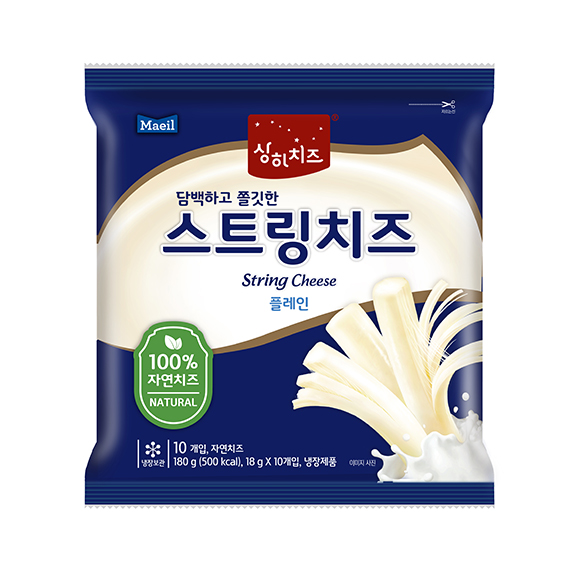 Maeil
상하치즈
®
담백하고 쫄깃한
스트링치즈
String Cheese
플레인
100%
자연치즈
NATURAL
냉장보관
10 개입, 자연치즈
180 g (500 kcal), 18 g X 10개입, 냉장제품
이미지 사진